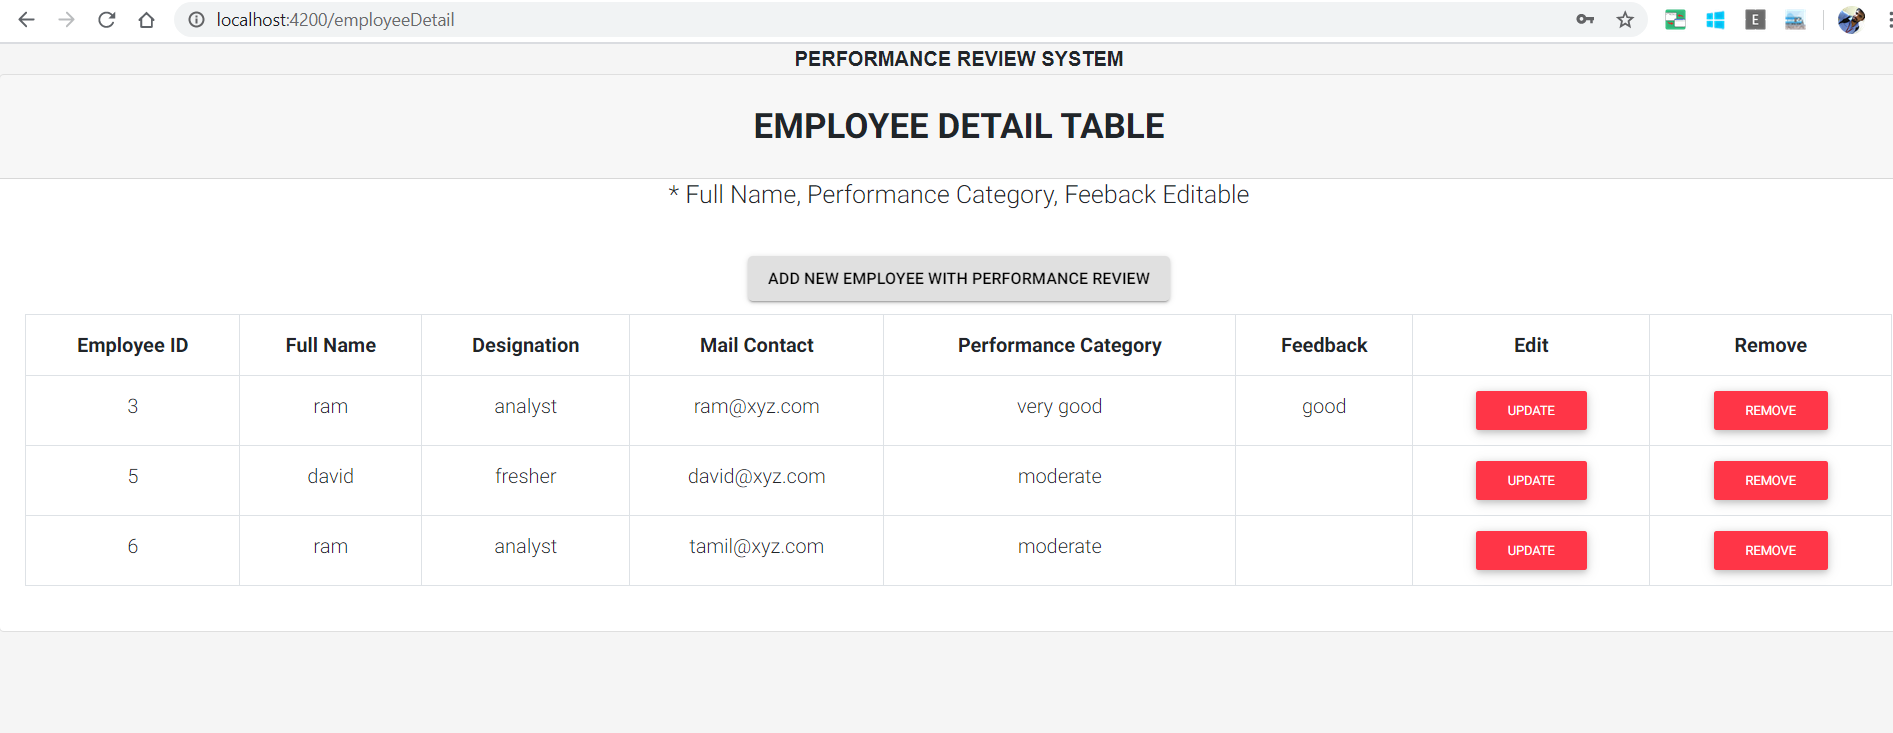 localhost:4200/employeeDetail
E
PERFORMANCE REVIEW SYSTEM
EMPLOYEE DETAIL TABLE
* Full Name, Performance Category, Feeback Editable
ADD NEW EMPLOYEE WITH PERFORMANCE REVIEW
Employee ID Full Name Designation Mail Contact Performance Category Feedback Edit Remove
3 ram analyst ram@xyz.com very good good UPDATE REMOVE
5 david fresher david@xyz.com moderate UPDATE REMOVE
6 ram analyst tamil@xyz.com moderate UPDATE REMOVE